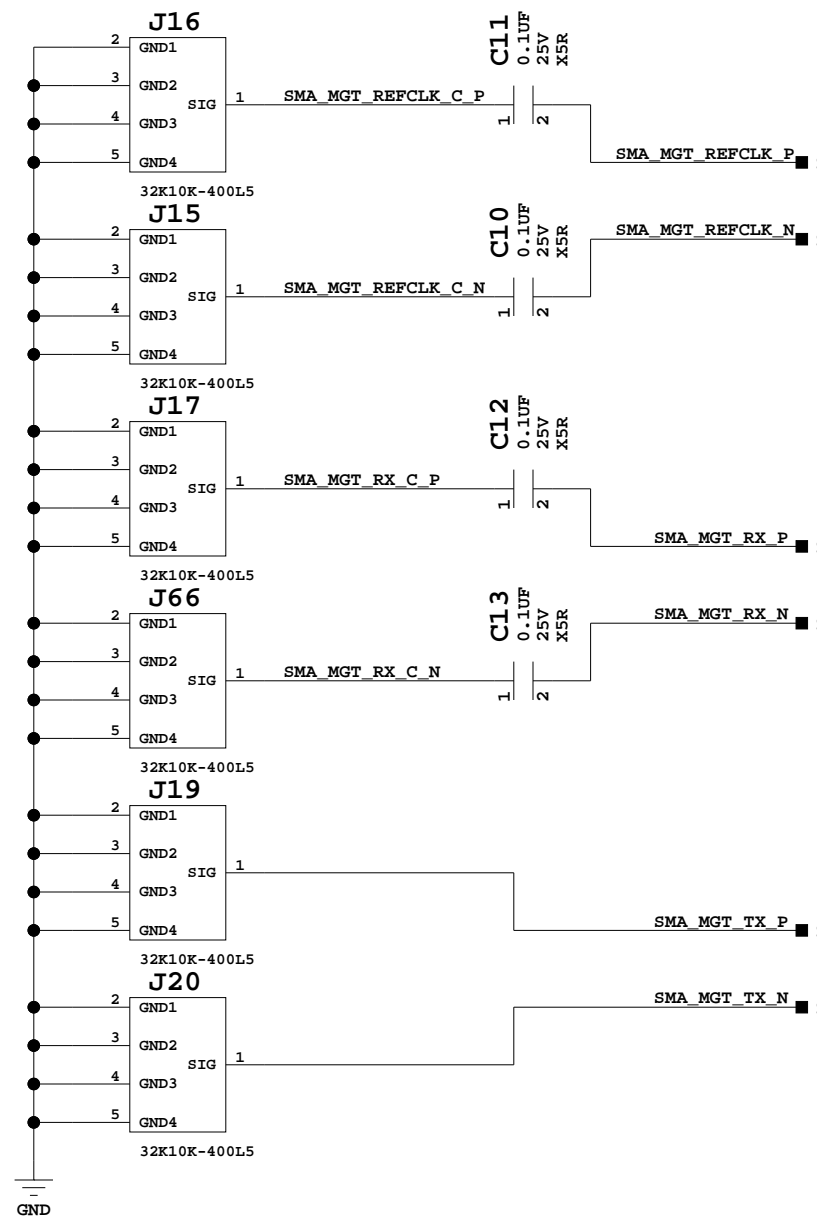 J16
2 GND1
3 GND2
SIG 1 SMA_MGT_REFCLK_C_P
4 GND3
5 GND4
32K10K-400L5
C11
0.1UF
25V
X5R
1 2
SMA_MGT_REFCLK_P
J15
2 GND1
3 GND2
SIG 1 SMA_MGT_REFCLK_C_N
4 GND3
5 GND4
32K10K-400L5
C10
0.1UF
25V
X5R
1 2
SMA_MGT_REFCLK_N
J17
2 GND1
3 GND2
SIG 1 SMA_MGT_RX_C_P
4 GND3
5 GND4
32K10K-400L5
C12
0.1UF
25V
X5R
1 2
SMA_MGT_RX_P
J66
2 GND1
3 GND2
SIG 1 SMA_MGT_RX_C_N
4 GND3
5 GND4
32K10K-400L5
C13
0.1UF
25V
X5R
1 2
SMA_MGT_RX_N
J19
2 GND1
3 GND2
SIG 1
4 GND3
5 GND4
32K10K-400L5
SMA_MGT_TX_P
J20
2 GND1
3 GND2
SIG 1
4 GND3
5 GND4
32K10K-400L5
SMA_MGT_TX_N
GND